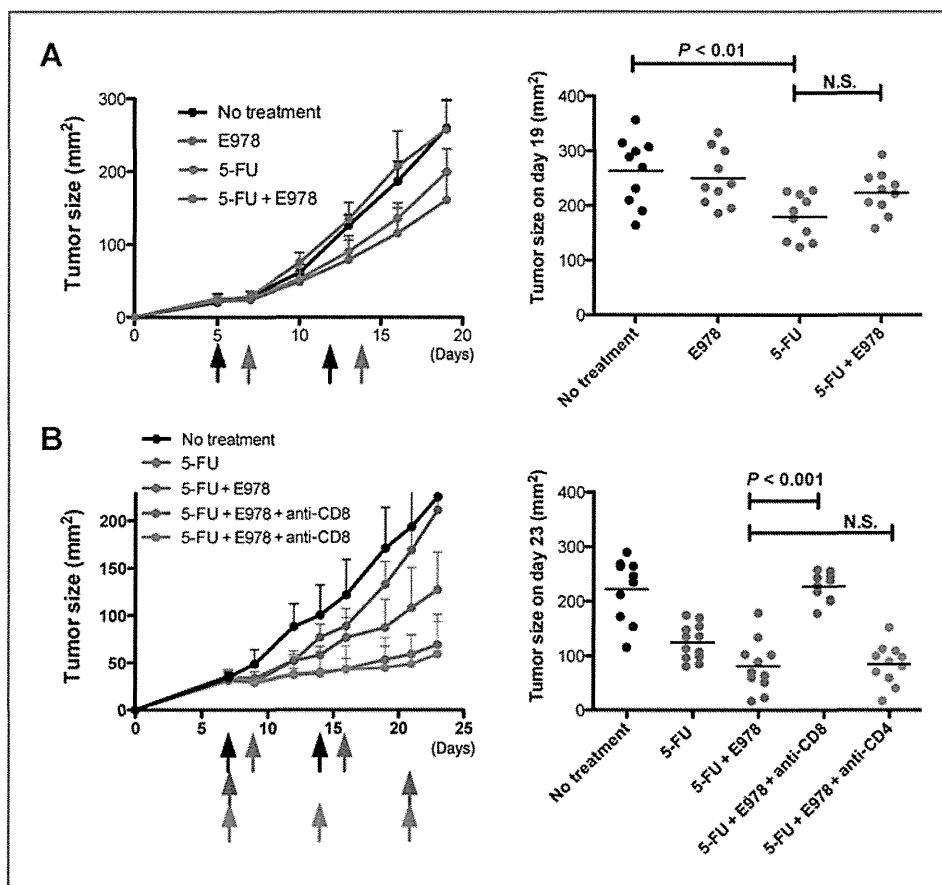 A
Tumor size (mm²)
300
200
100
0
No treatment
E978
5-FU
5-FU + E978
0
5
10
15
20
(Days)
P < 0.01
N.S.
Tumor size on day 19 (mm²)
400
300
200
100
0
No treatment
E978
5-FU
5-FU + E978
B
No treatment
5-FU
5-FU + E978
5-FU + E978 + anti-CD8
5-FU + E978 + anti-CD8
Tumor size (mm²)
200
150
100
50
0
0
5
10
15
20
25
(Days)
P < 0.001
N.S.
Tumor size on day 23 (mm²)
400
300
200
100
0
No treatment
5-FU
5-FU + E978
5-FU + E978 + anti-CD8
5-FU + E978 + anti-CD4